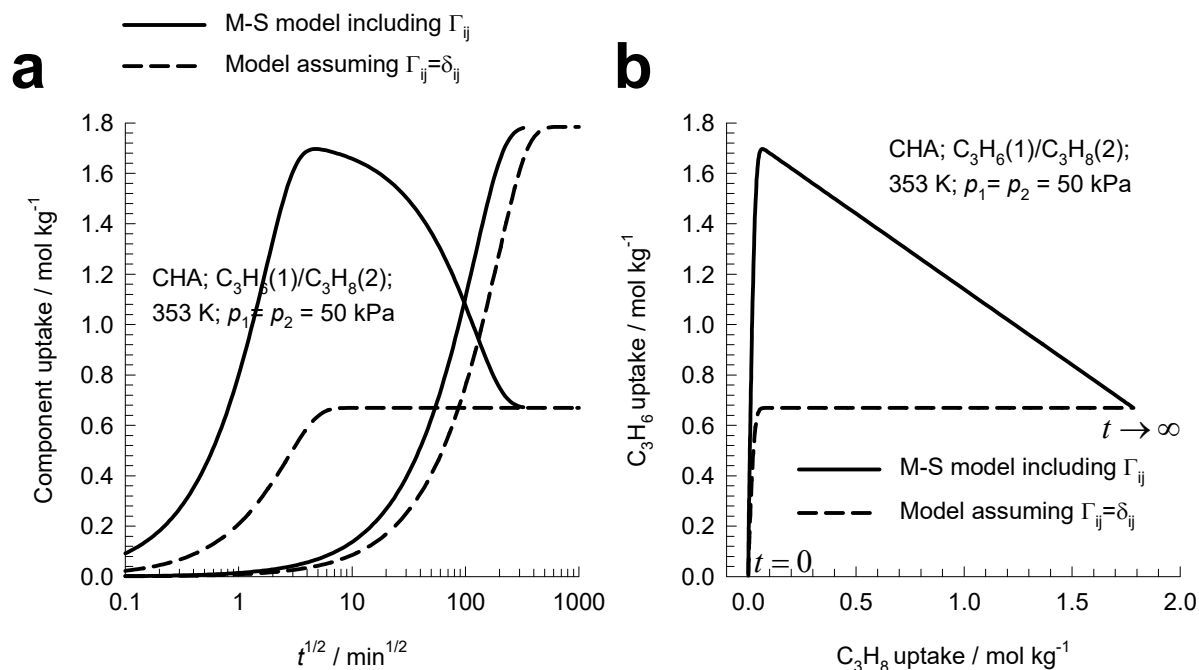 M-S model including Γij
Model assuming Γij=δij
a
b
1.8
1.6
1.4
1.2
1.0
0.8
0.6
0.4
0.2
0.0
Component uptake / mol kg-1
CHA; C3H6(1)/C3H8(2);
353 K; p1= p2 = 50 kPa
0.1
1
10
100
1000
t1/2 / min1/2
1.8
1.6
1.4
1.2
1.0
0.8
0.6
0.4
0.2
0.0
C3H6 uptake / mol kg-1
CHA; C3H6(1)/C3H8(2);
353 K; p1= p2 = 50 kPa
t → ∞
M-S model including Γij
Model assuming Γij=δij
t = 0
0.0
0.5
1.0
1.5
2.0
C3H8 uptake / mol kg-1